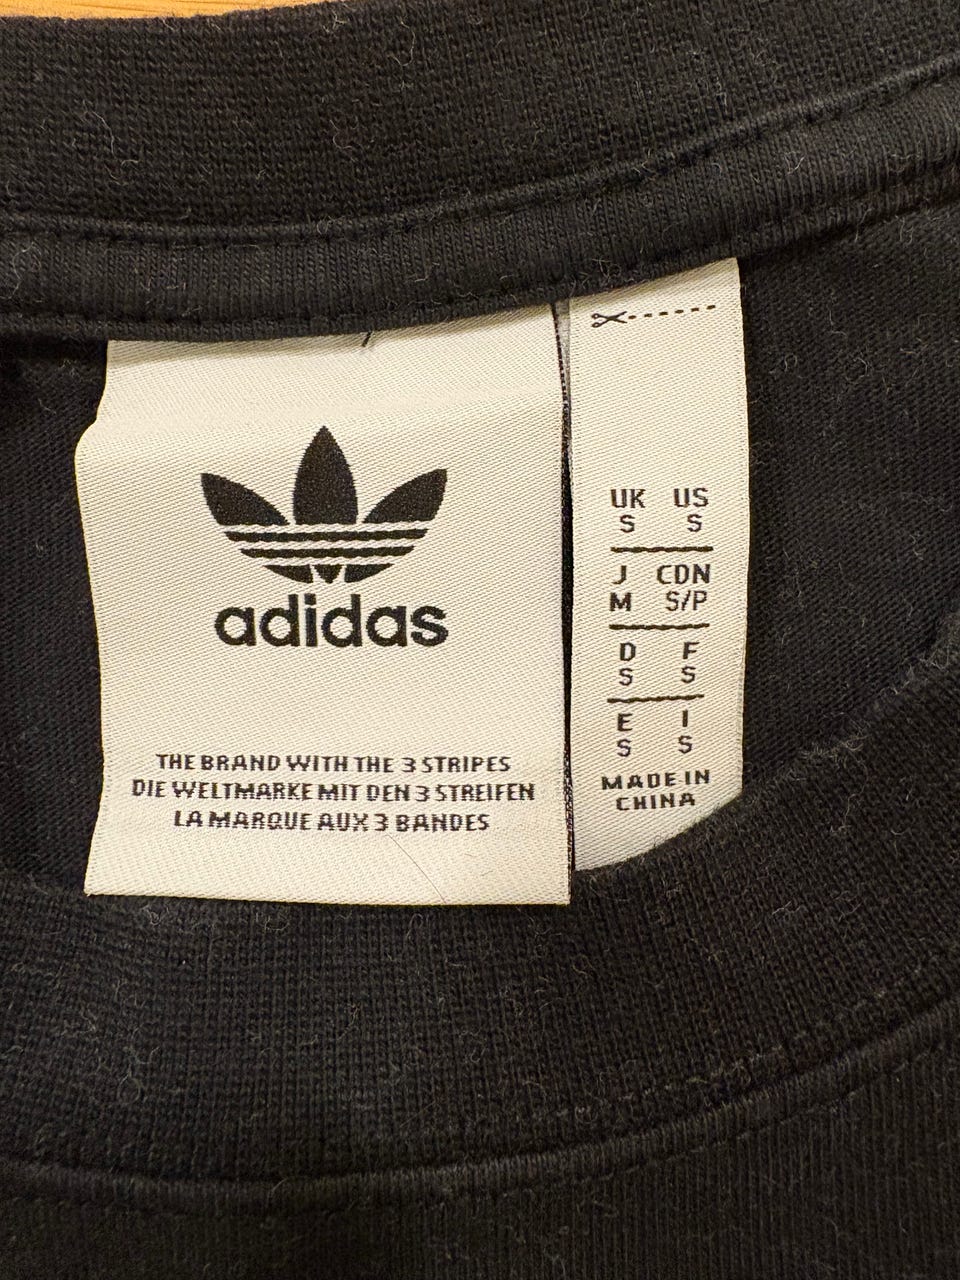 adidas
THE BRAND WITH THE 3 STRIPES
DIE WELTMARKE MIT DEN 3 STREIFEN
LA MARQUE AUX 3 BANDES
UK US
S S
J CDN
M S/P
D F
S S
E I
S S
MADE IN
CHINA